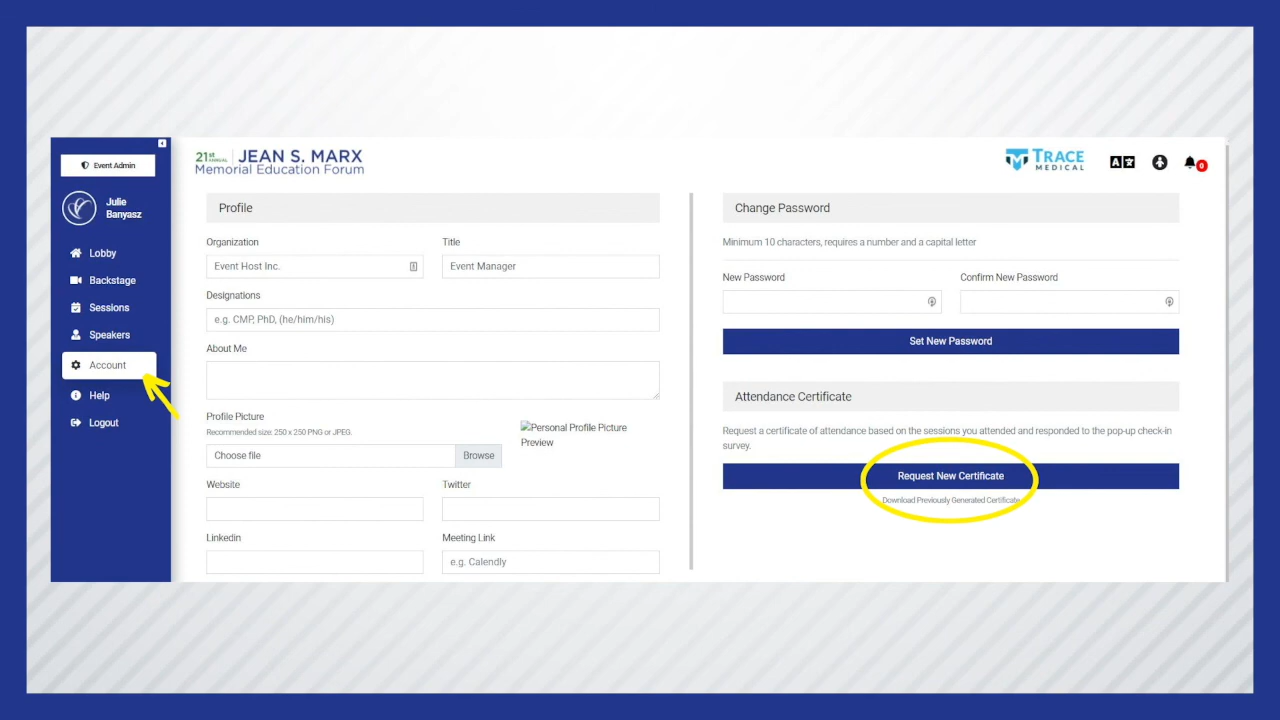 Event Admin
Julie
Banyasz
Lobby
Backstage
Sessions
Speakers
Account
Help
Logout
21st ANNUAL JEAN S. MARX
Memorial Education Forum
TRACE
MEDICAL
A
0
Profile
Organization
Title
Event Host Inc.
Event Manager
Designations
e.g. CMP, PhD, (he/him/his)
About Me
Profile Picture
Recommended size: 250 x 250 PNG or JPEG.
Choose file
Browse
Personal Profile Picture
Preview
Website
Twitter
Linkedin
Meeting Link
e.g. Calendly
Change Password
Minimum 10 characters, requires a number and a capital letter
New Password
Confirm New Password
Set New Password
Attendance Certificate
Request a certificate of attendance based on the sessions you attended and responded to the pop-up check-in
survey.
Request New Certificate
Download Previously Generated Certificate